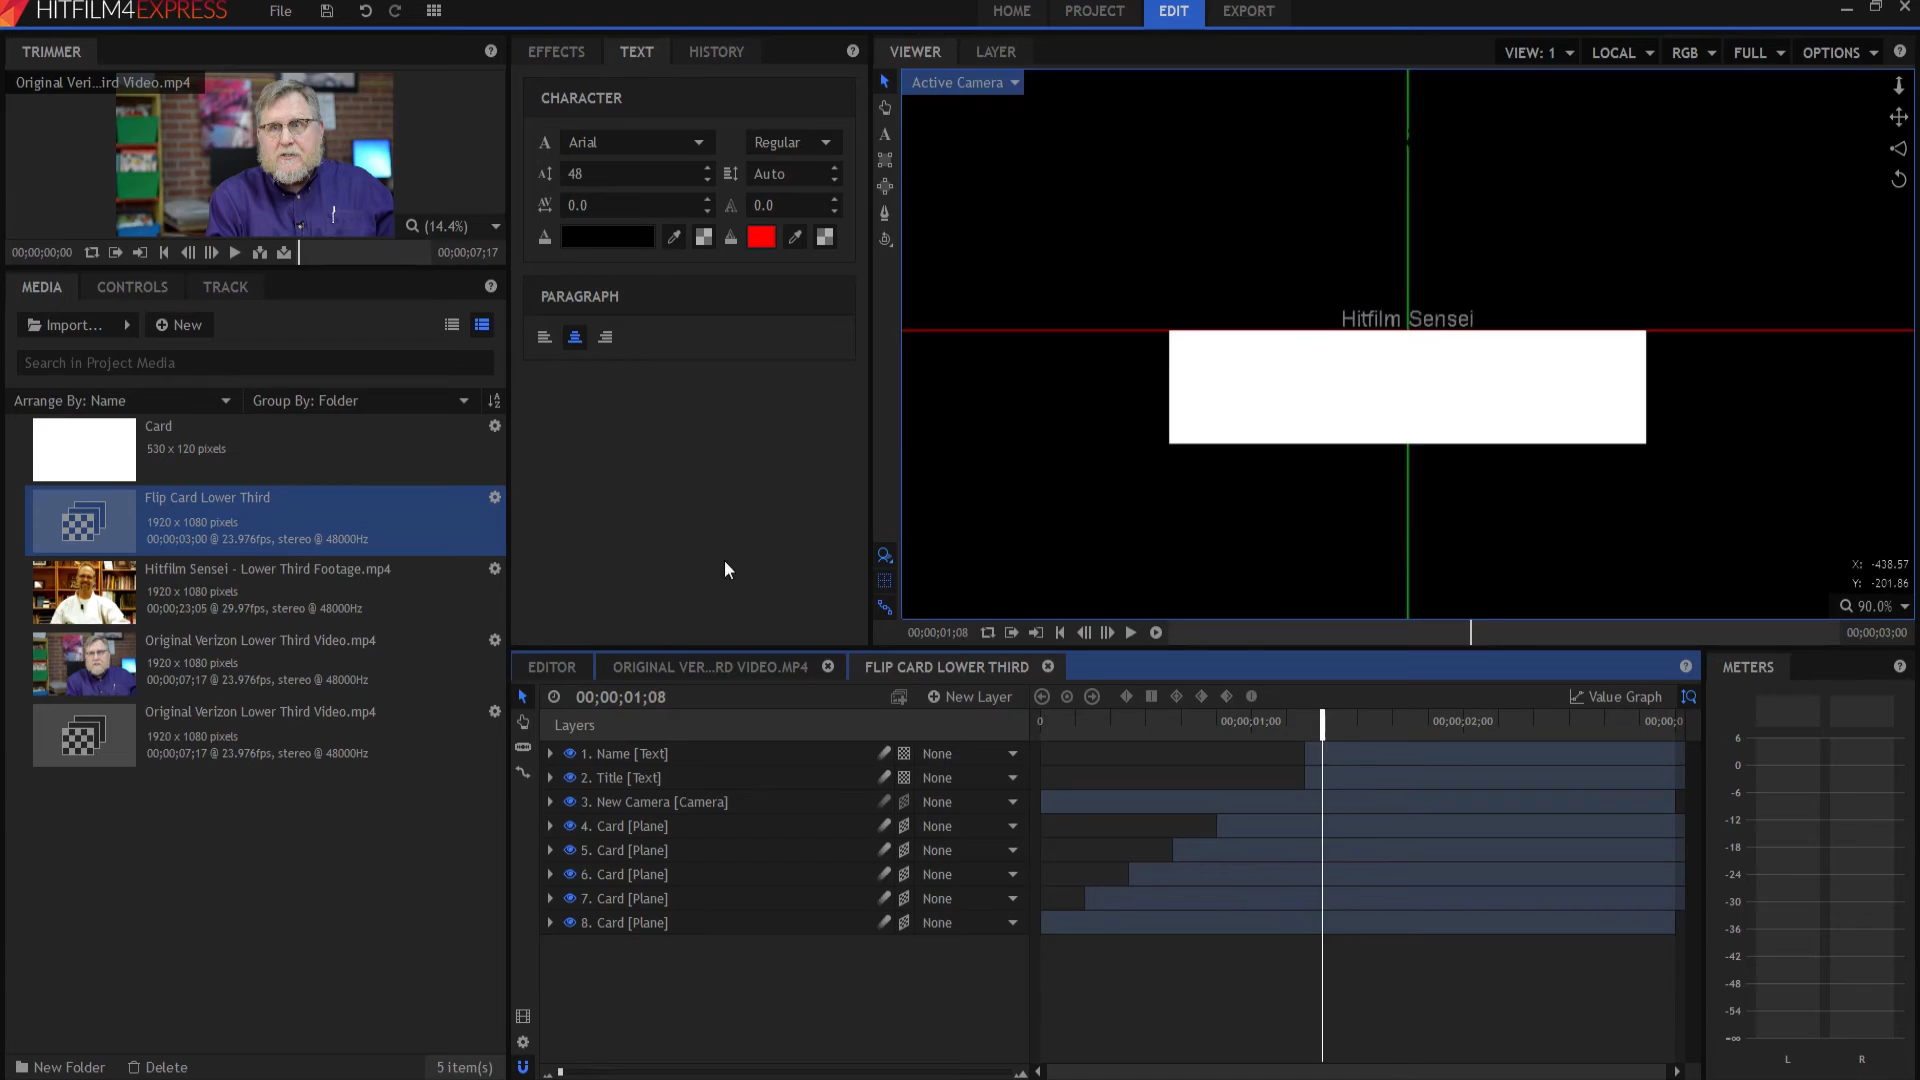 HITFILM4EXPRESS
File
HOME
PROJECT
EDIT
EXPORT
TRIMMER
Original Veri...ird Video.mp4
(14.4%)
00;00;00;00
00;00;07;17
MEDIA
CONTROLS
TRACK
Import...
New
Search in Project Media
Arrange By: Name
Group By: Folder
Card
530 x 120 pixels
Flip Card Lower Third
1920 x 1080 pixels
00;00;03;00 @ 23.976fps, stereo @ 48000Hz
Hitfilm Sensei - Lower Third Footage.mp4
1920 x 1080 pixels
00;00;23;05 @ 29.97fps, stereo @ 48000Hz
Original Verizon Lower Third Video.mp4
1920 x 1080 pixels
00;00;07;17 @ 23.976fps, stereo @ 48000Hz
Original Verizon Lower Third Video.mp4
1920 x 1080 pixels
00;00;07;17 @ 23.976fps, stereo @ 48000Hz
New Folder
Delete
5 item(s)
EFFECTS
TEXT
HISTORY
CHARACTER
Arial
Regular
48
Auto
0.0
0.0
PARAGRAPH
VIEWER
LAYER
VIEW: 1
LOCAL
RGB
FULL
OPTIONS
Active Camera
Hitfilm Sensei
X: -438.57
Y: -201.86
90.0%
00;00;01;08
00;00;03;00
EDITOR
ORIGINAL VER...RD VIDEO.MP4
FLIP CARD LOWER THIRD
00;00;01;08
New Layer
Value Graph
Layers
0
00;00;01;00
00;00;02;00
00;00;0
1. Name [Text]
None
2. Title [Text]
None
3. New Camera [Camera]
None
4. Card [Plane]
None
5. Card [Plane]
None
6. Card [Plane]
None
7. Card [Plane]
None
8. Card [Plane]
None
METERS
6
0
-6
-12
-18
-24
-30
-36
-42
-48
-54
-∞
L
R